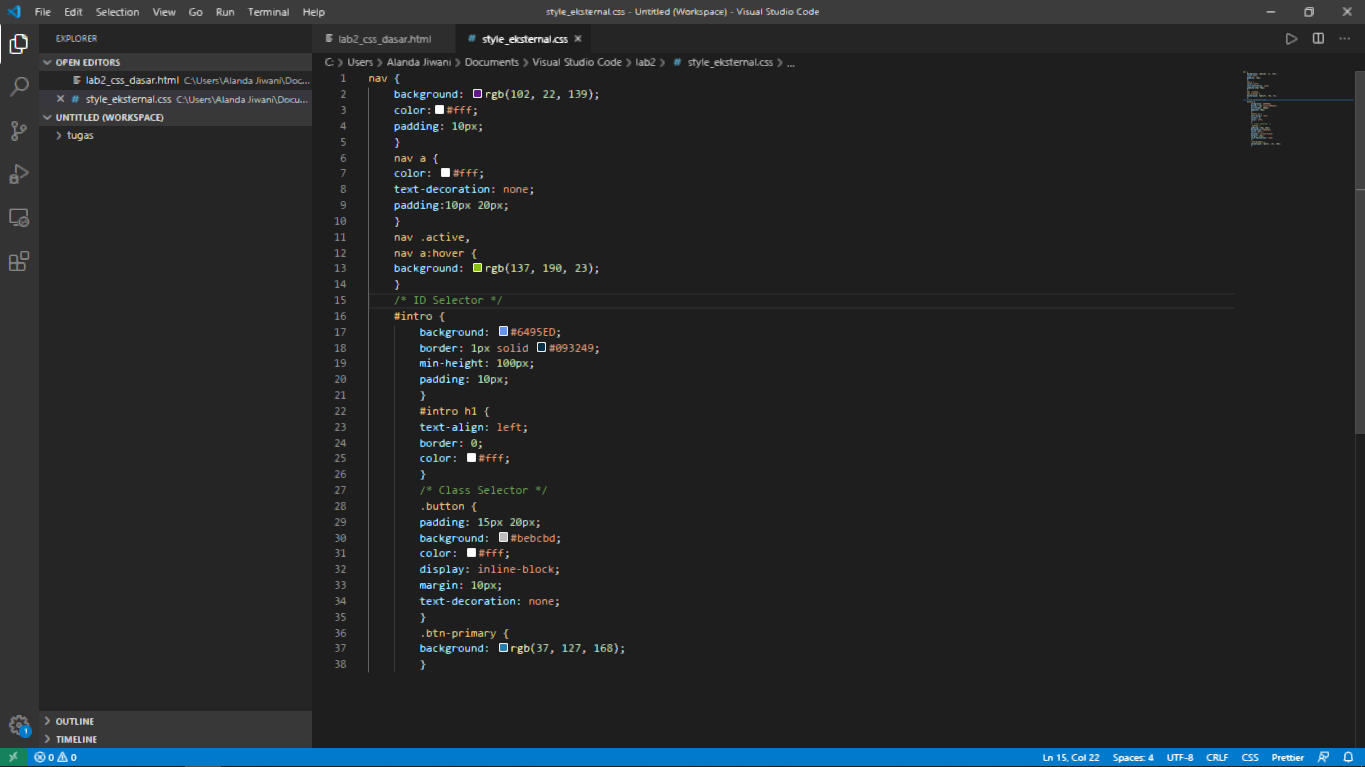 File Edit Selection View Go Run Terminal Help
style_eksternal.css - Untitled (Workspace) - Visual Studio Code
EXPLORER
OPEN EDITORS
lab2_css_dasar.html C:\Users\Alanda Jiwani\Doc...
style_eksternal.css C:\Users\Alanda Jiwani\Docu...
UNTITLED (WORKSPACE)
tugas
OUTLINE
TIMELINE
lab2_css_dasar.html
style_eksternal.css
C: > Users > Alanda Jiwani > Documents > Visual Studio Code > lab2 > # style_eksternal.css > ...
1 nav {
2 background: rgb(102, 22, 139);
3 color: #fff;
4 padding: 10px;
5 }
6 nav a {
7 color: #fff;
8 text-decoration: none;
9 padding:10px 20px;
10 }
11 nav .active,
12 nav a:hover {
13 background: rgb(137, 190, 23);
14 }
15 /* ID Selector */
16 #intro {
17 background: #6495ED;
18 border: 1px solid #093249;
19 min-height: 100px;
20 padding: 10px;
21 }
22 #intro h1 {
23 text-align: left;
24 border: 0;
25 color: #fff;
26 }
27 /* Class Selector */
28 .button {
29 padding: 15px 20px;
30 background: #bebcbd;
31 color: #fff;
32 display: inline-block;
33 margin: 10px;
34 text-decoration: none;
35 }
36 .btn-primary {
37 background: rgb(37, 127, 168);
38 }
1
0 0
Ln 15, Col 22 Spaces: 4 UTF-8 CRLF CSS Prettier